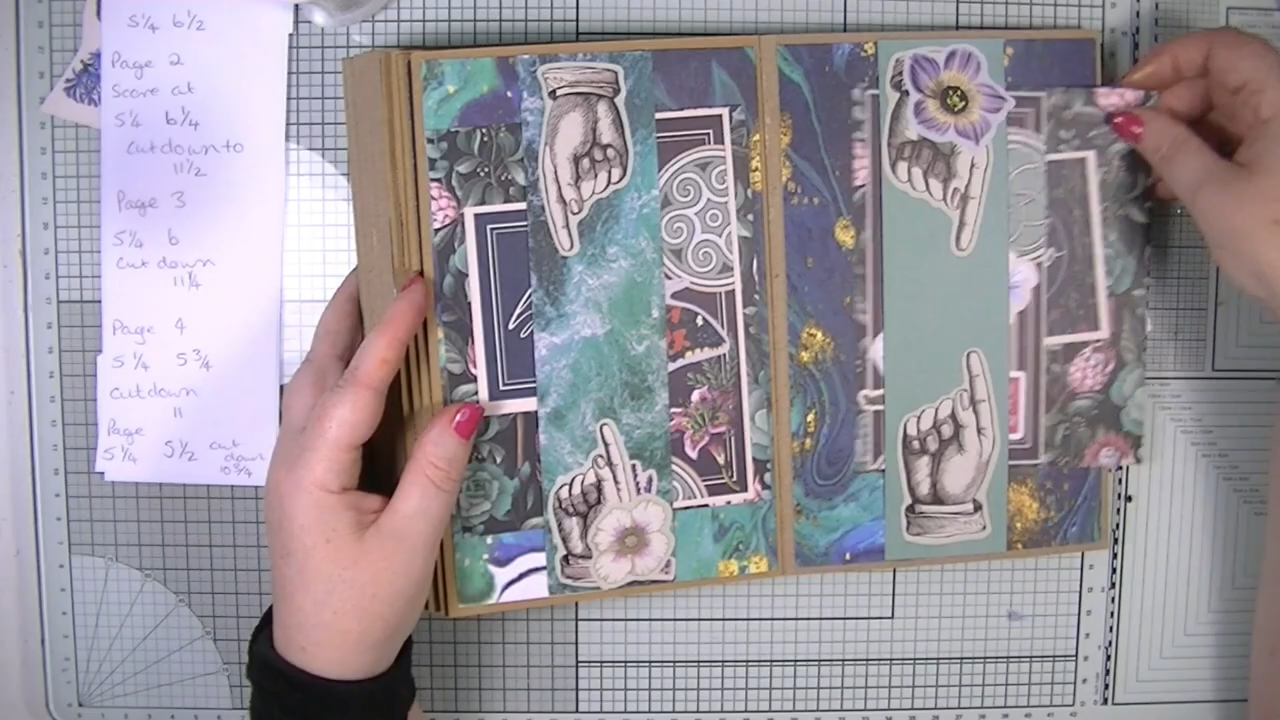 5¼ 6½
Page 2
Score at
5¼ 6¼
cut down to
11½
Page 3
5¼ 6
cut down
11¼
Page 4
5¼ 5¾
cut down
11
Page
5¼ 5½ cut
down
10¾